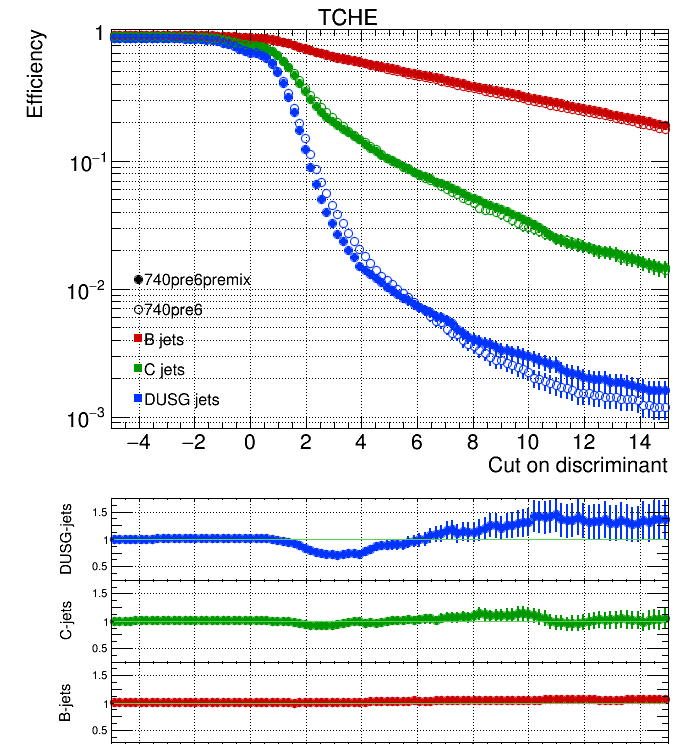 TCHE
Efficiency
1
10⁻¹
10⁻²
10⁻³
740pre6premix
740pre6
B jets
C jets
DUSG jets
−4 −2 0 2 4 6 8 10 12 14
Cut on discriminant
DUSG-jets
1.5
1
0.5
C-jets
1.5
1
0.5
B-jets
1.5
1
0.5